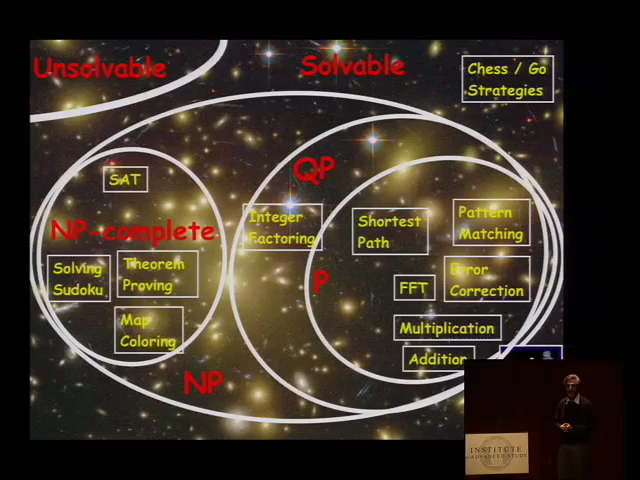 Unsolvable
Solvable
Chess / Go
Strategies
QP
SAT
NP-complete
Integer
Factoring
Shortest
Path
Pattern
Matching
Solving
Sudoku
Theorem
Proving
P
FFT
Error
Correction
Map
Coloring
Multiplication
Addition
NP
INSTITUTE
ADVANCED STUDY